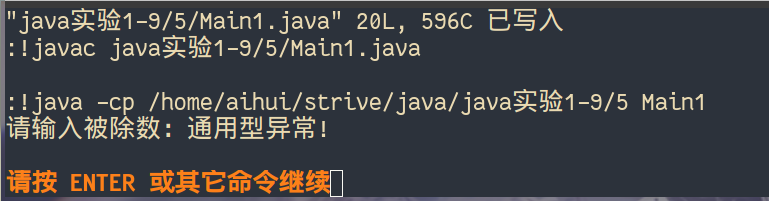 "java实验1-9/5/Main1.java" 20L, 596C 已写入
:!javac java实验1-9/5/Main1.java
:!java -cp /home/aihui/strive/java/java实验1-9/5 Main1
请输入被除数: 通用型异常!
请按 ENTER 或其它命令继续